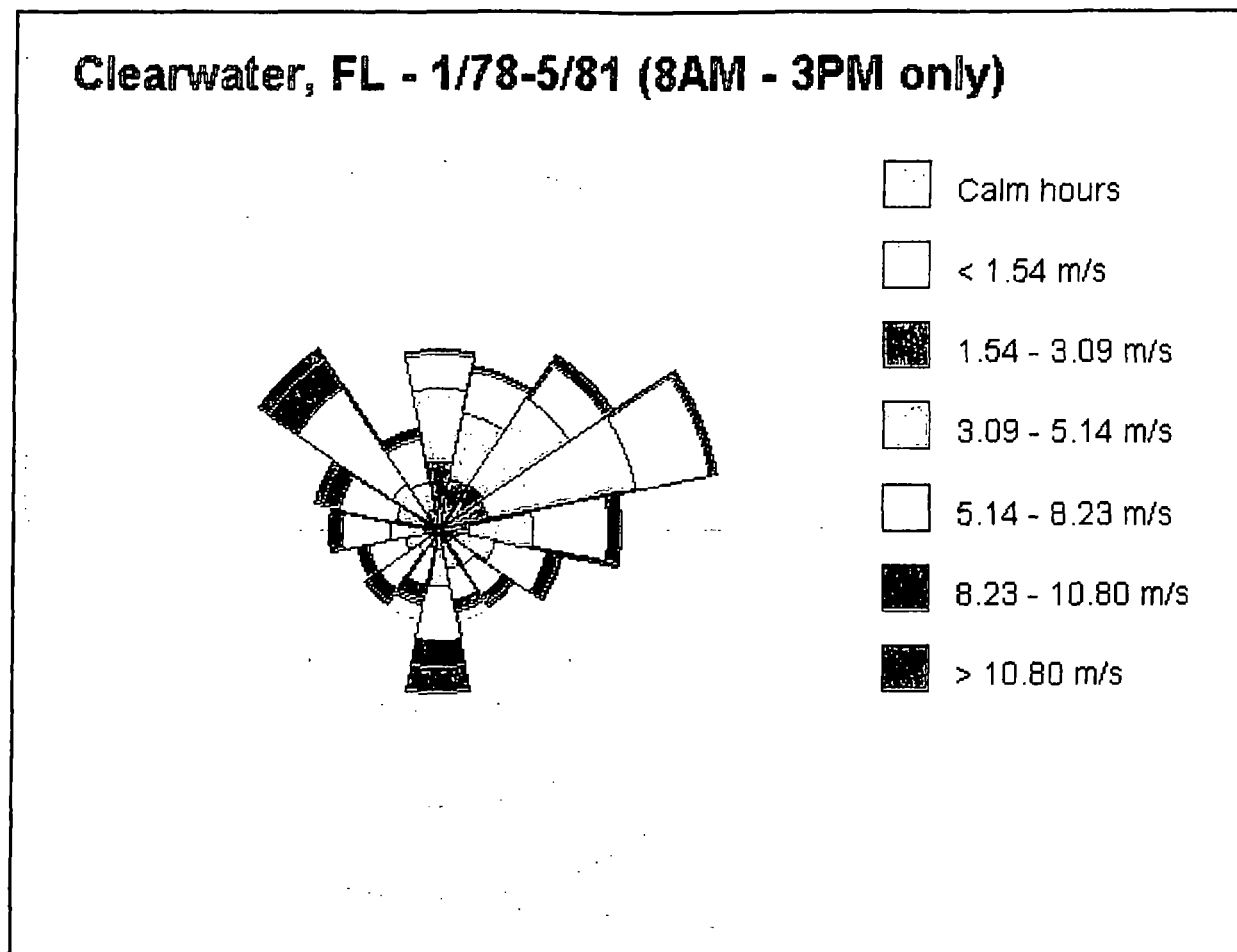 Clearwater, FL - 1/78-5/81 (8AM - 3PM only)
Calm hours
< 1.54 m/s
1.54 - 3.09 m/s
3.09 - 5.14 m/s
5.14 - 8.23 m/s
8.23 - 10.80 m/s
> 10.80 m/s